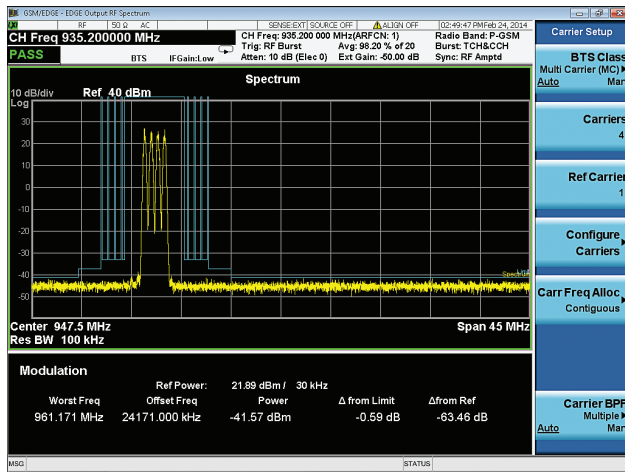 GSM/EDGE - EDGE Output RF Spectrum
RF 50 Ω AC SENSE:EXT SOURCE OFF ALIGN OFF 02:49:47 PM Feb 24, 2014
CH Freq 935.200000 MHz
CH Freq: 935.200 000 MHz(ARFCN: 1) Radio Band: P-GSM
Trig: RF Burst Avg: 98.20 % of 20 Burst: TCH&CCH
PASS BTS IFGain:Low Atten: 10 dB (Elec 0) Ext Gain: -50.00 dB Sync: RF Amptd
Spectrum
10 dB/div Ref 40 dBm
Log
30
20
10
0
-10
-20
-30
-40
-50
Spectrum
Center 947.5 MHz Span 45 MHz
Res BW 100 kHz
Modulation
Ref Power: 21.89 dBm / 30 kHz
Worst Freq Offset Freq Power Δ from Limit Δfrom Ref
961.171 MHz 24171.000 kHz -41.57 dBm -0.59 dB -63.46 dB
MSG STATUS
Carrier Setup
BTS Class
Multi Carrier (MC)
Auto Man
Carriers
4
Ref Carrier
1
Configure
Carriers
Carr Freq Alloc
Contiguous
Carrier BPF
Multiple
Auto Man